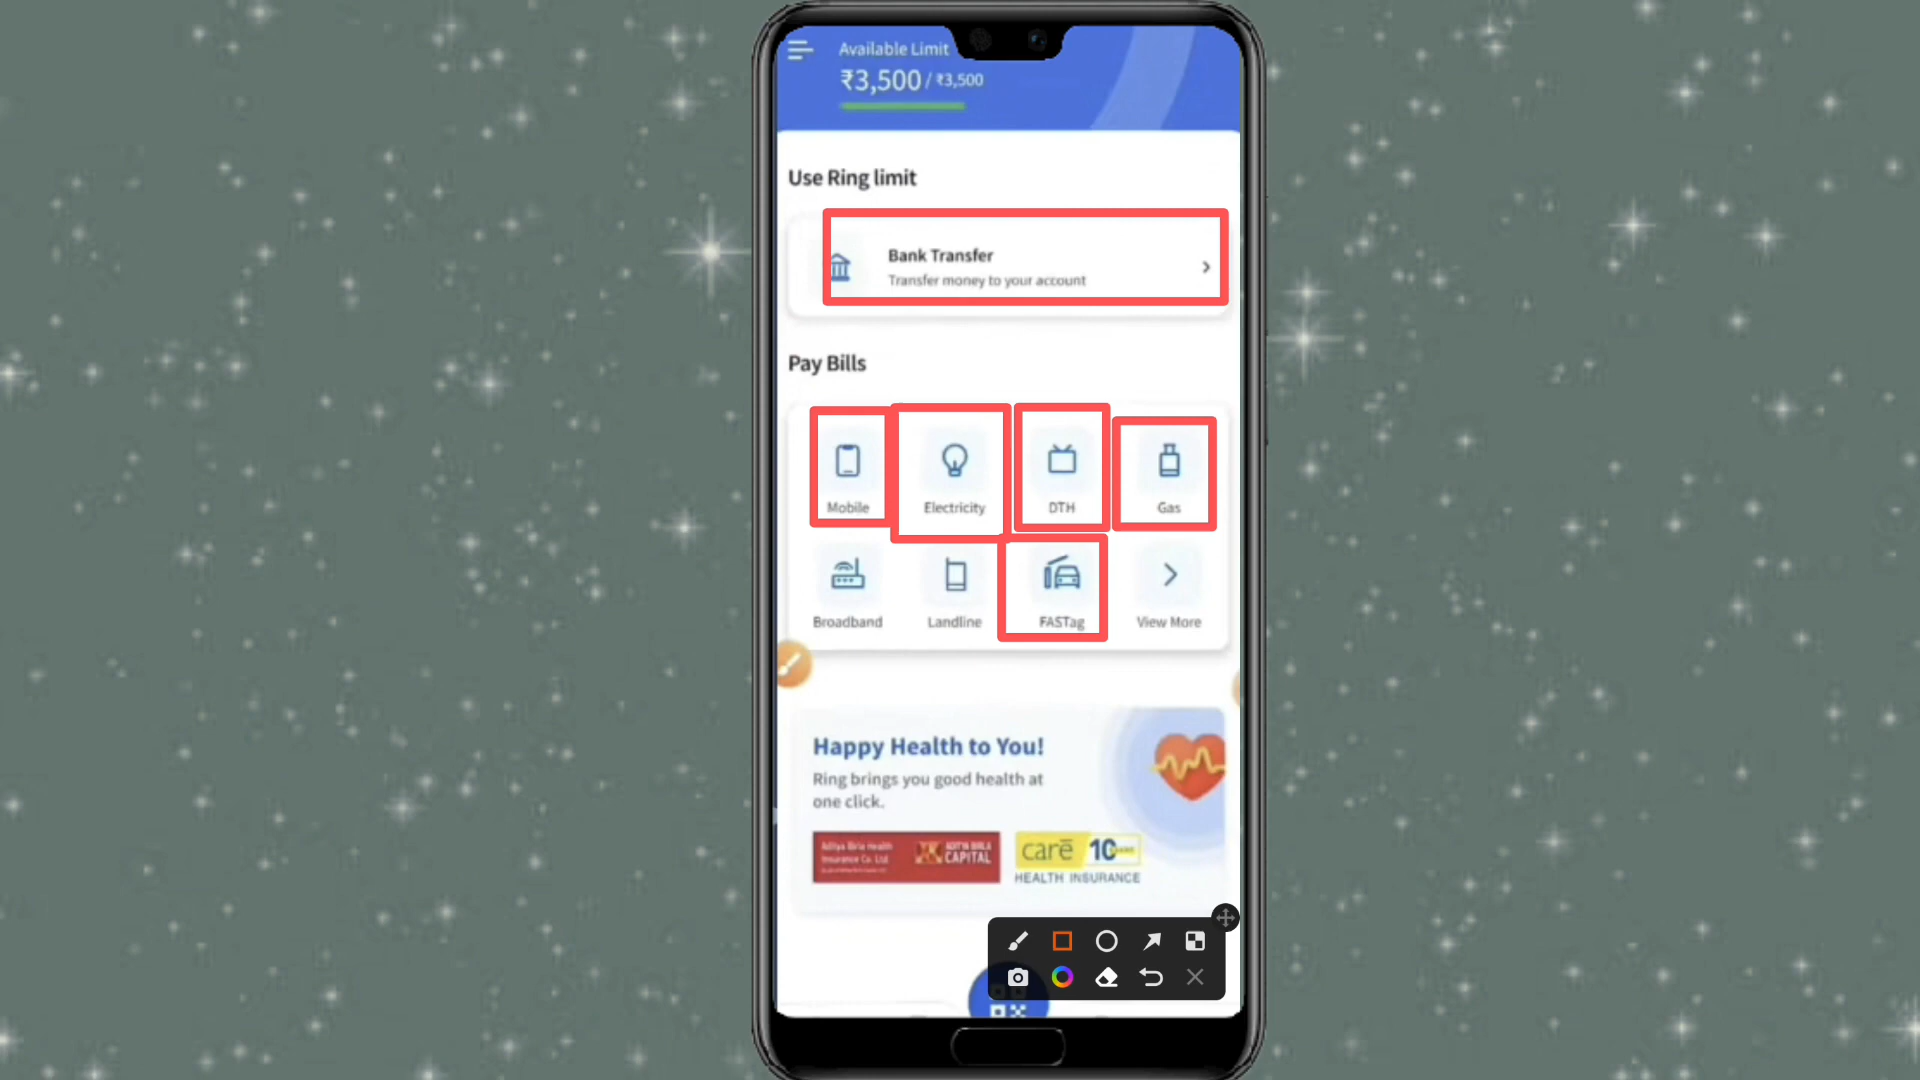 Available Limit
₹3,500 / ₹3,500
Use Ring limit
Bank Transfer
Transfer money to your account
Pay Bills
Mobile
Electricity
DTH
Gas
Broadband
Landline
FASTag
View More
Happy Health to You!
Ring brings you good health at
one click.
Aditya Birla Health
Insurance Co. Ltd
ADITYA BIRLA
CAPITAL
care 10
HEALTH INSURANCE